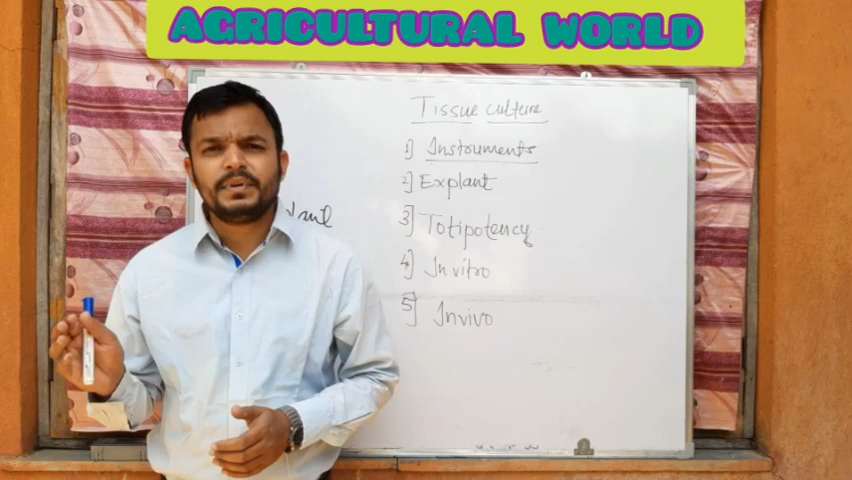 AGRICULTURAL WORLD
Tissue culture
1) Instruments
2] Explant
3] Totipotency
4] Invitro
5] Invivo